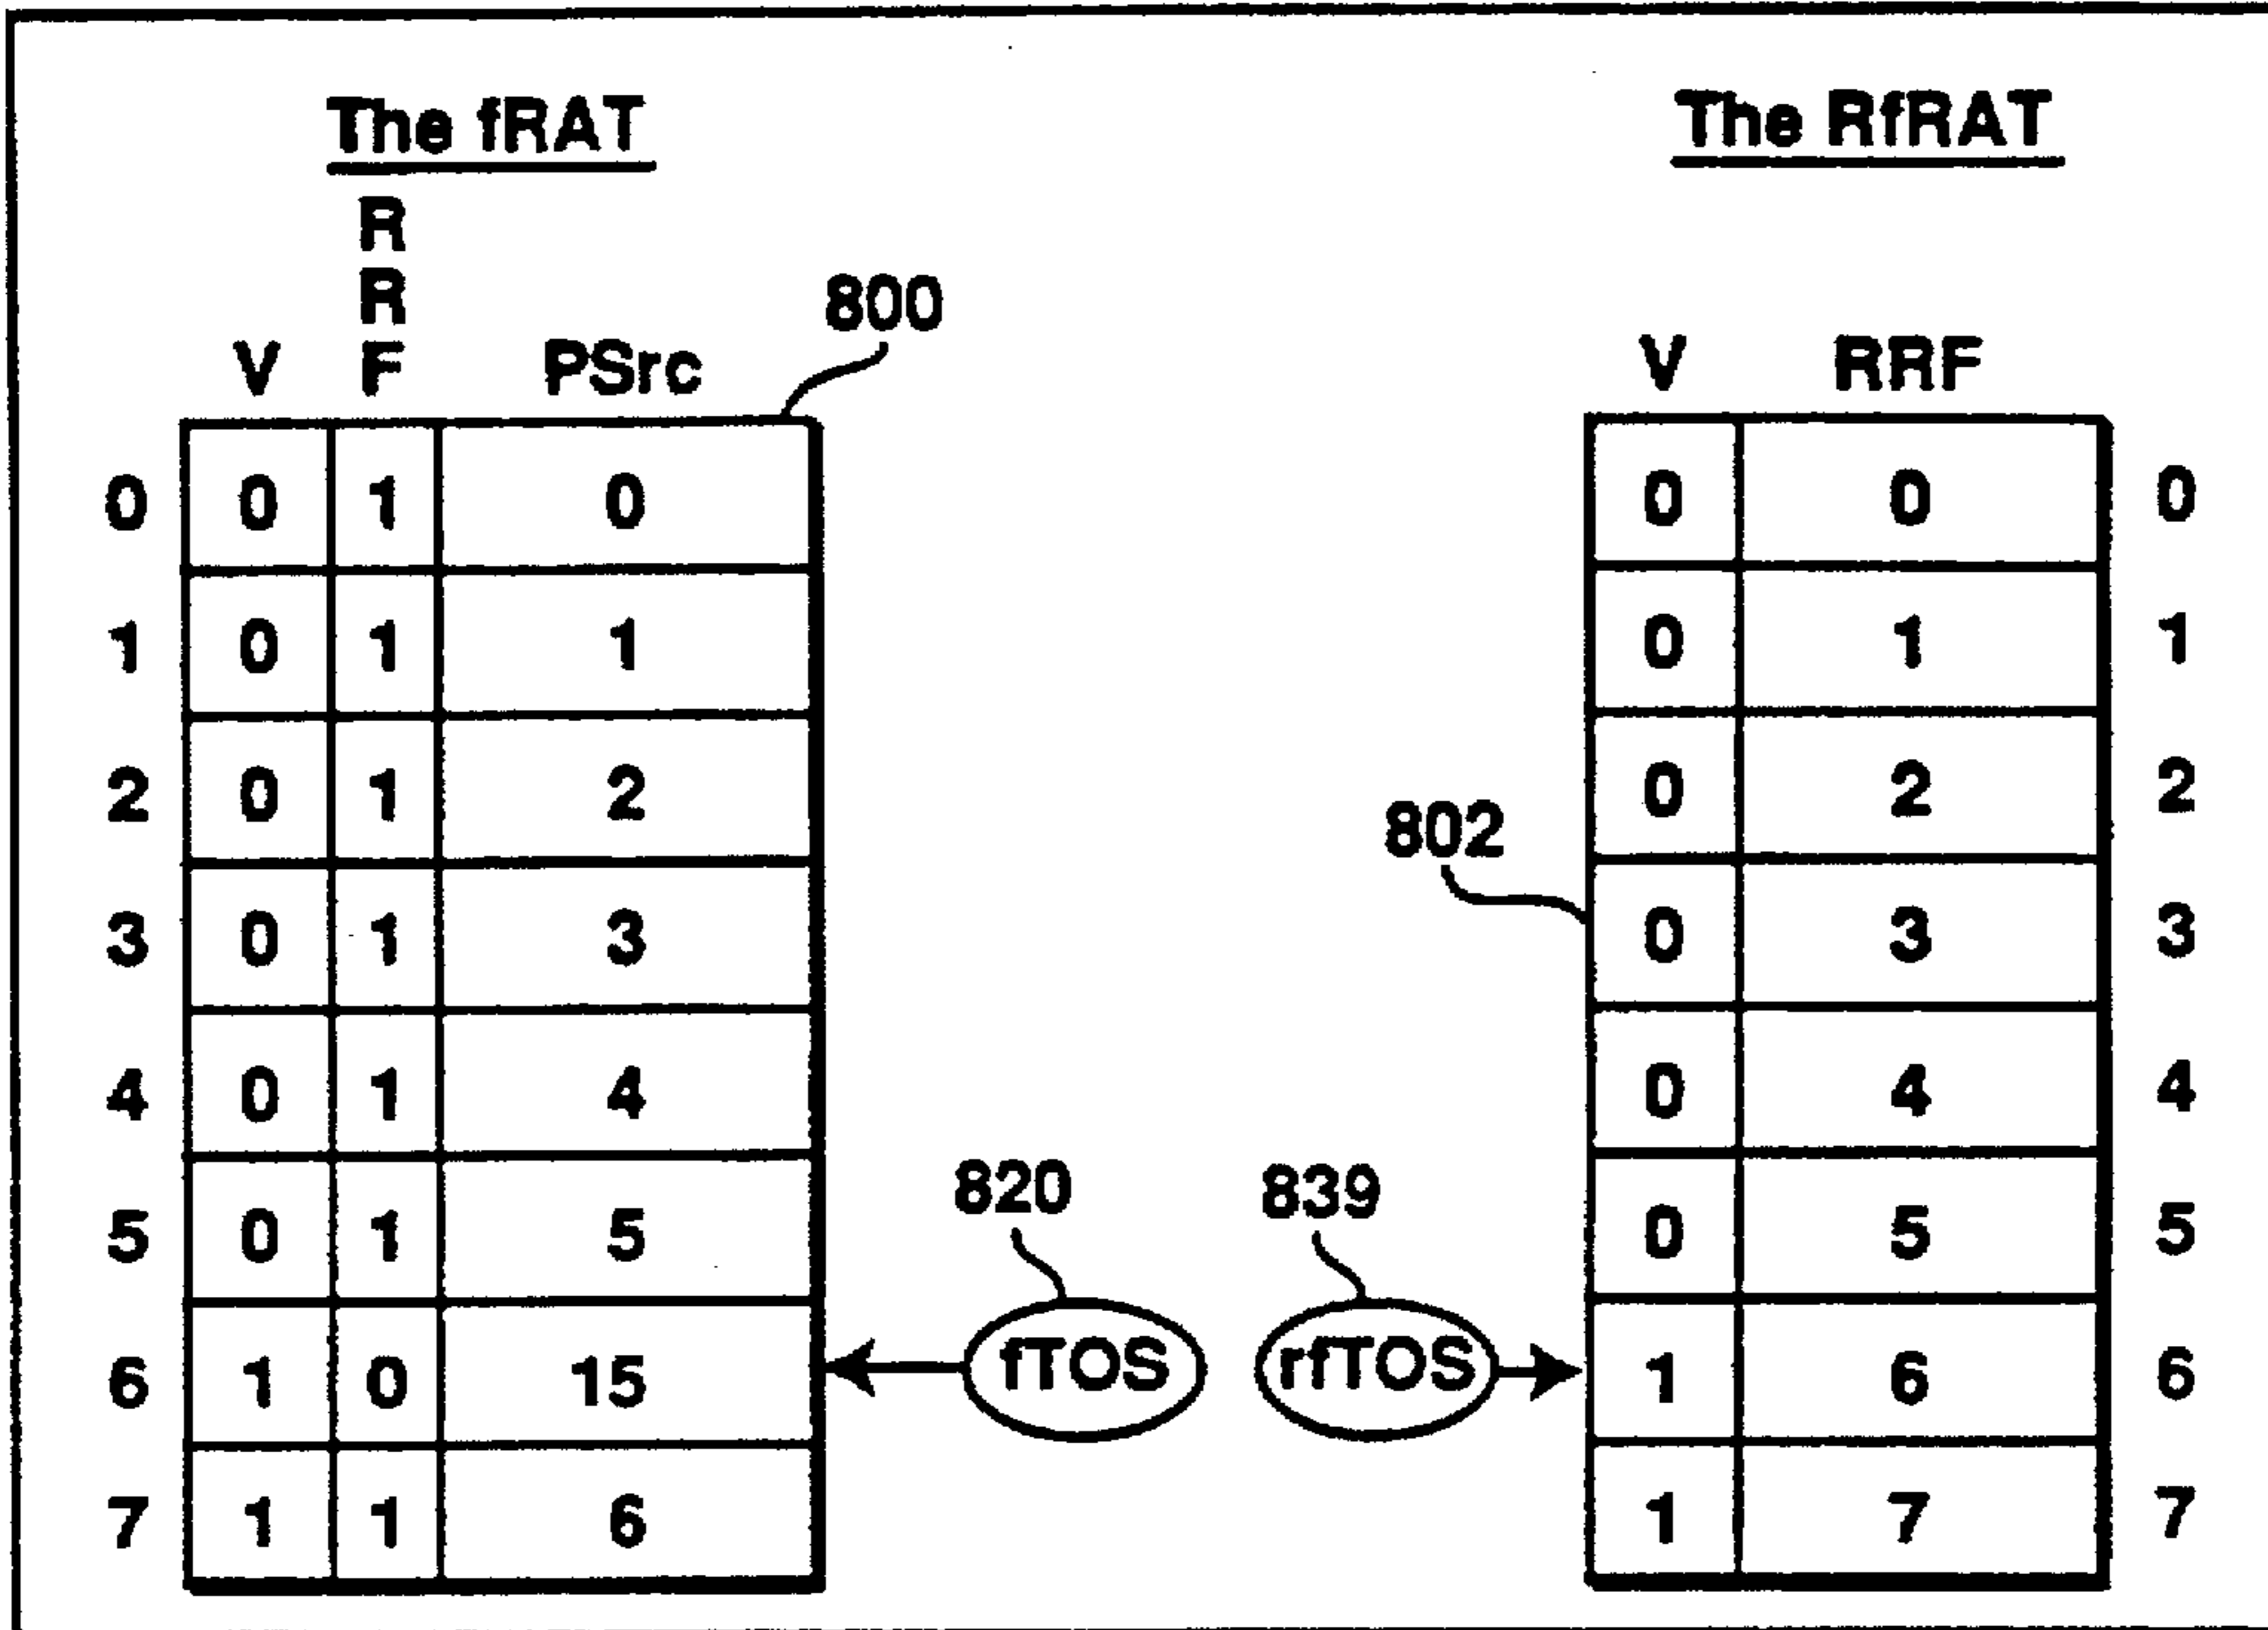 The fRAT The RfRAT
R
R
V F PSrc 800 V RRF
0 0 1 0 0 0 0
1 0 1 1 0 1 1
2 0 1 2 802 0 2 2
3 0 1 3 0 3 3
4 0 1 4 0 4 4
5 0 1 5 820 839 0 5 5
6 1 0 15 fTOS rfTOS 1 6 6
7 1 1 6 1 7 7